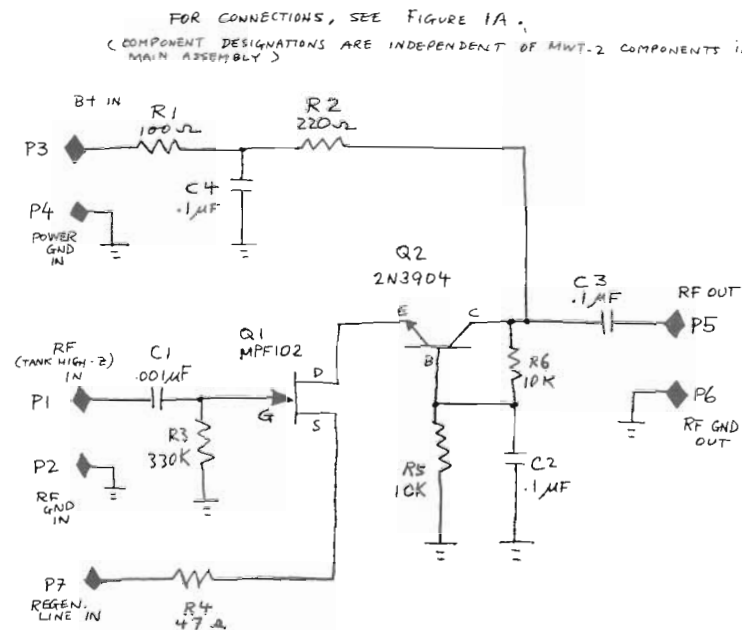 FOR CONNECTIONS, SEE FIGURE 1A.
(COMPONENT DESIGNATIONS ARE INDEPENDENT OF MWT-2 COMPONENTS
MAIN ASSEMBLY)
B+ IN
R1
100Ω
R2
220Ω
P3
C4
.1µF
P4
POWER
GND
IN
Q2
2N3904
C3
.1µF
RF OUT
E
C
B
P5
RF
(TANK HIGH-Z)
IN
C1
.001µF
Q1
MPF102
D
G
S
R6
10K
P1
P6
RF GND
OUT
R3
330K
P2
RF
GND
IN
R5
10K
C2
.1µF
P7
REGEN.
LINE IN
R4
47Ω